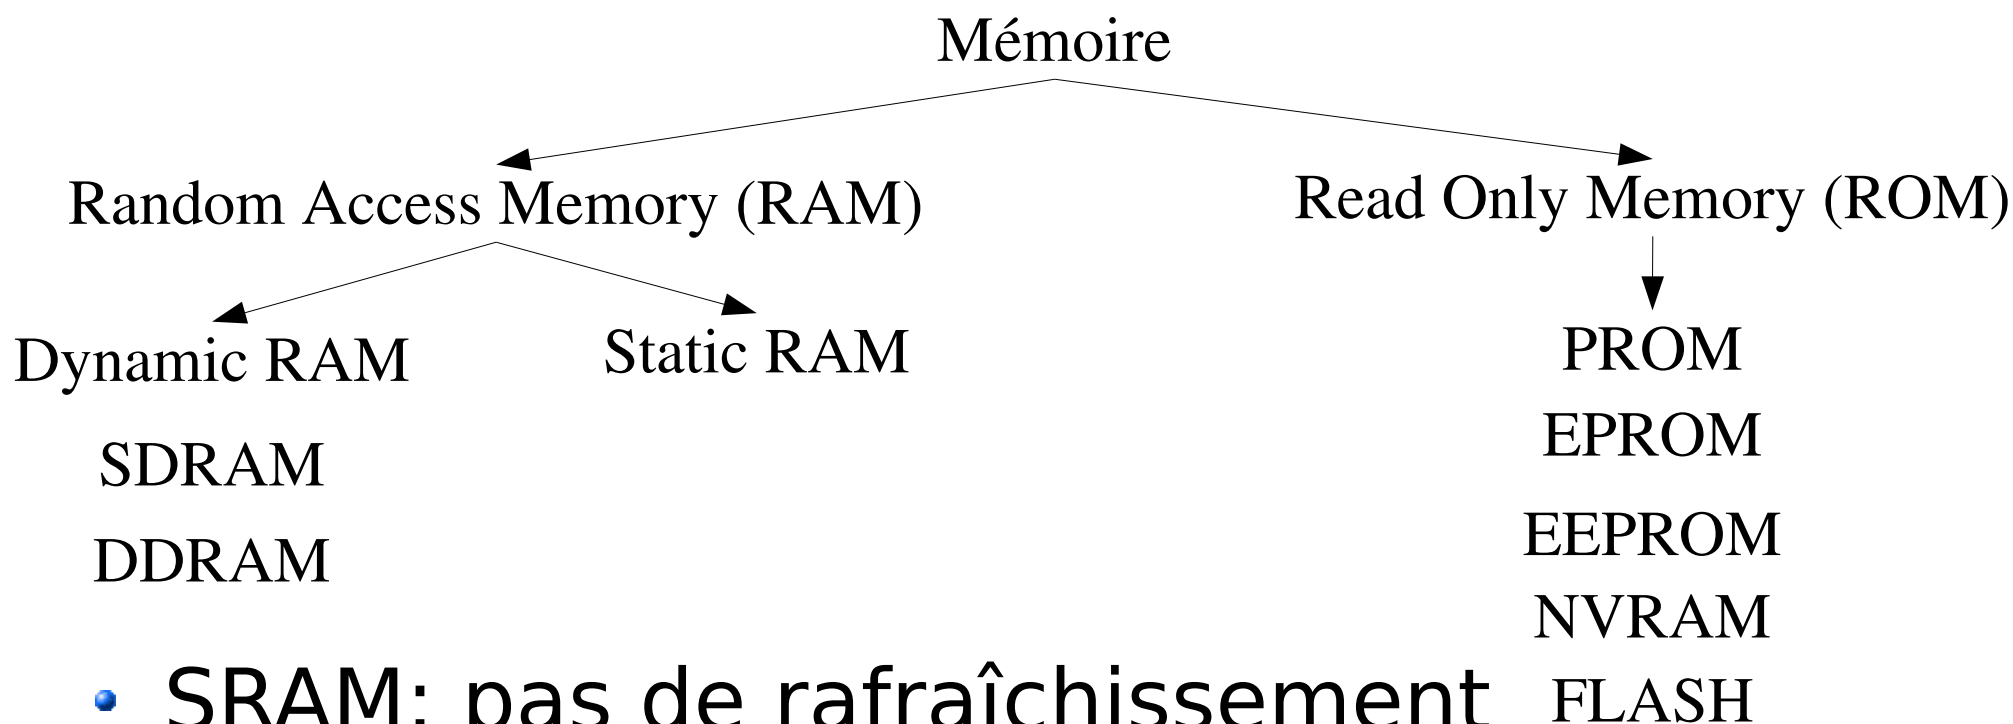 Mémoire
Random Access Memory (RAM)
Read Only Memory (ROM)
Dynamic RAM
Static RAM
PROM
SDRAM
EPROM
DDRAM
EEPROM
NVRAM
SRAM: pas de rafraîchissement
FLASH